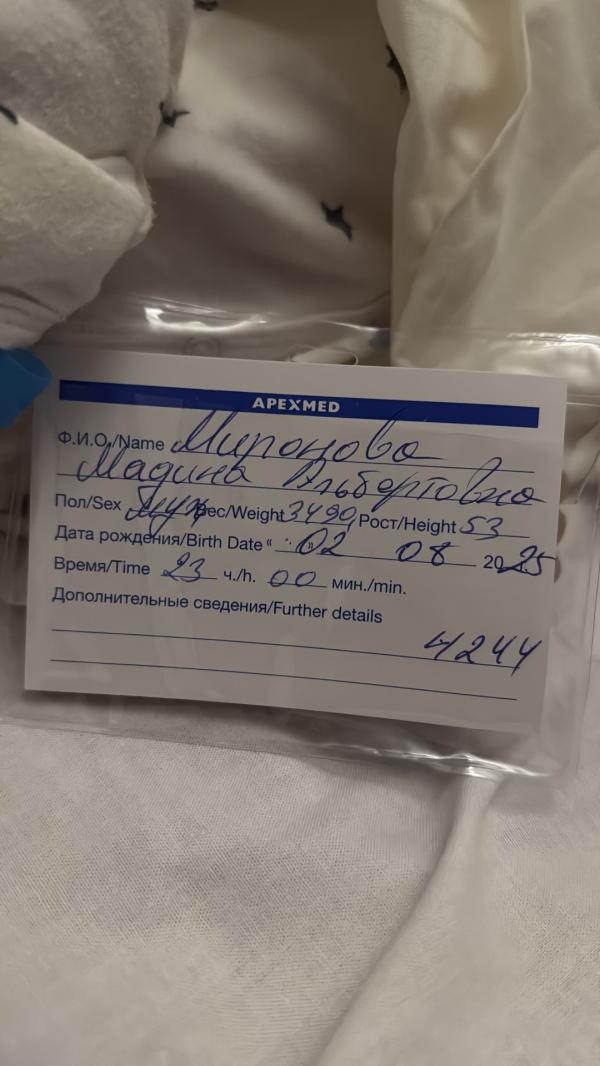 APEXMED
Ф.И.О./Name Миронова
Мадина Альбертовна
Пол/Sex Муж Вес/Weight 3490 Рост/Height 53
Дата рождения/Birth Date « 02 » 08 2025
Время/Time 23 ч./h. 00 мин./min.
Дополнительные сведения/Further details
4244